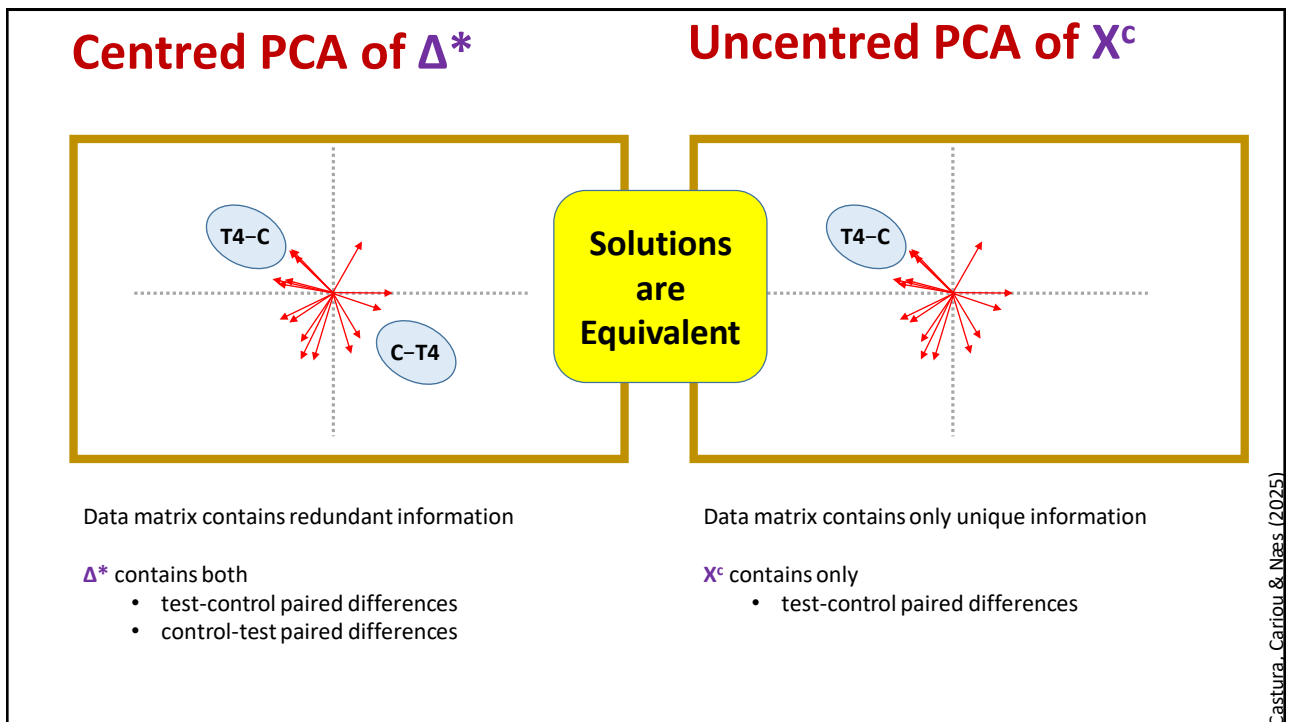 Centred PCA of Δ*
Uncentred PCA of Xᶜ
T4−C
C−T4
Solutions
are
Equivalent
T4−C
Data matrix contains redundant information
Δ* contains both
• test-control paired differences
• control-test paired differences
Data matrix contains only unique information
Xᶜ contains only
• test-control paired differences
Castura, Cariou & Næs (2025)